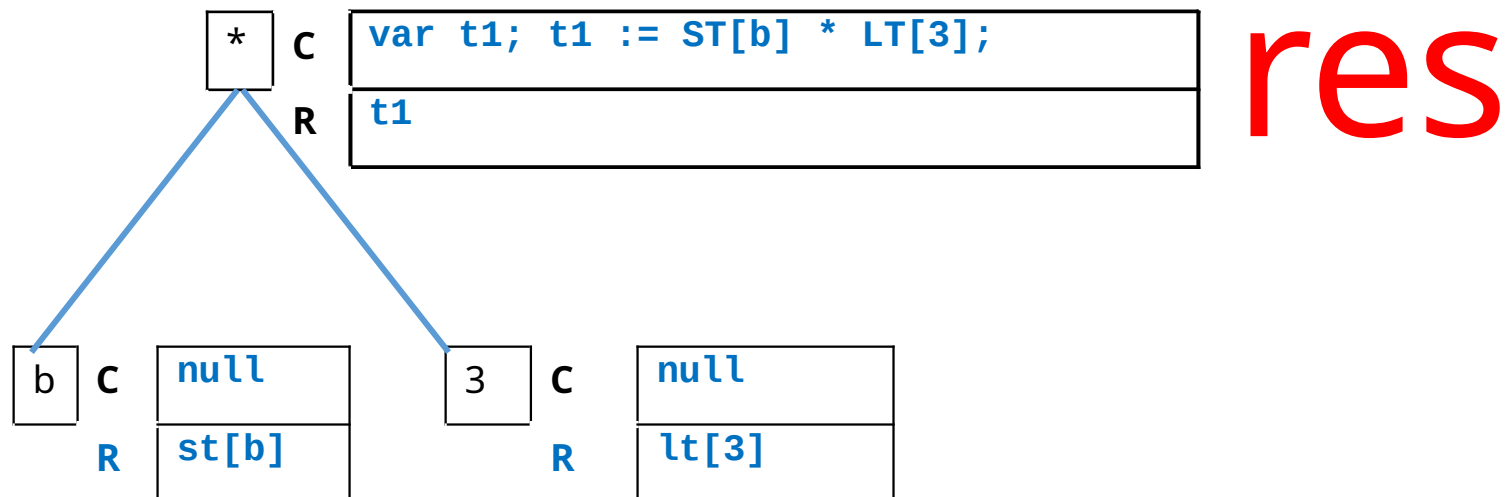 * C var t1; t1 := ST[b] * LT[3]; res
R t1
b C null 3 C null
R st[b] R lt[3]